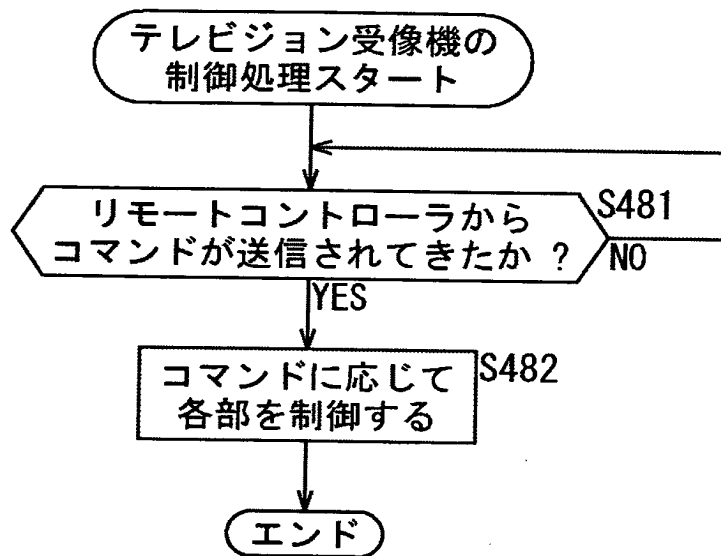 テレビジョン受像機の
制御処理スタート
リモートコントローラから
コマンドが送信されてきたか ?
S481
NO
YES
コマンドに応じて
各部を制御する
S482
エンド